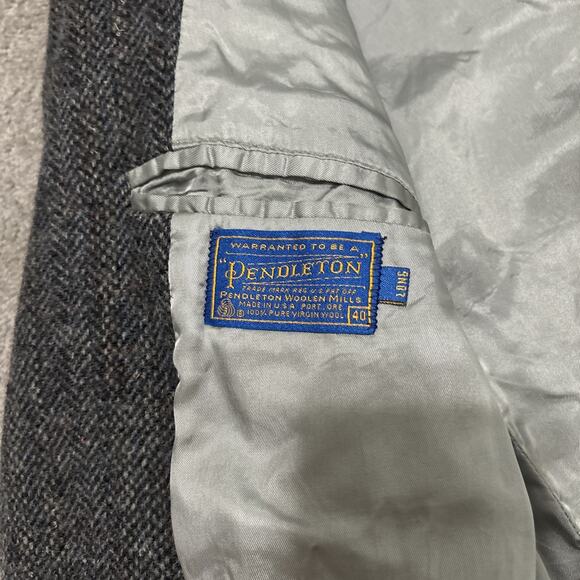 WARRANTED TO BE A
"PENDLETON"
TRADE MARK REG. U.S. PAT. OFF.
PENDLETON WOOLEN MILLS
MADE IN U.S.A. PORT., ORE.
100% PURE VIRGIN WOOL 40
LONG